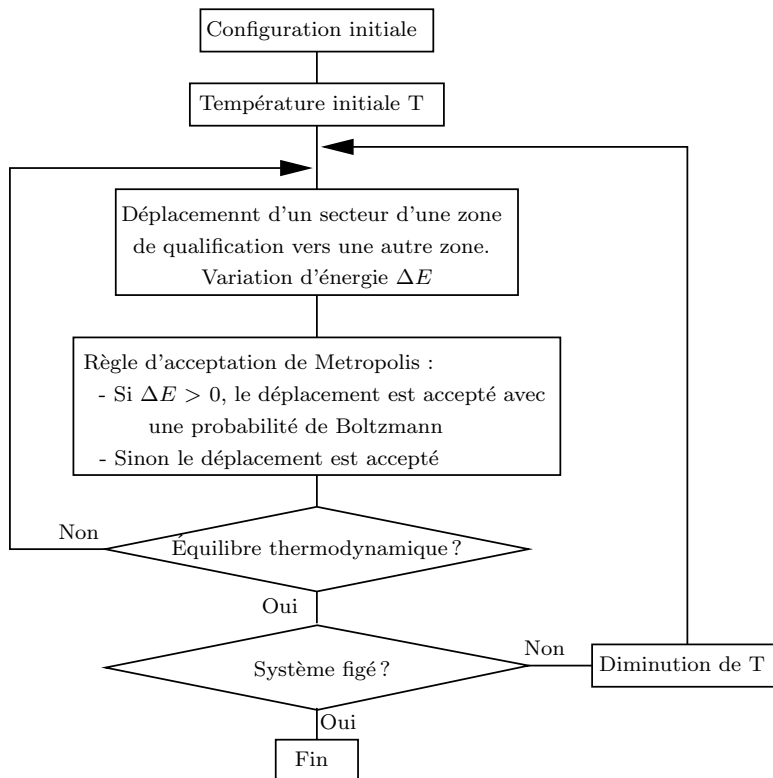 Configuration initiale
Température initiale T
Déplacemennt d'un secteur d'une zone
de qualification vers une autre zone.
Variation d'énergie ΔE
Règle d'acceptation de Metropolis :
- Si ΔE > 0, le déplacement est accepté avec
une probabilité de Boltzmann
- Sinon le déplacement est accepté
Non
Équilibre thermodynamique ?
Oui
Système figé ?
Non
Diminution de T
Oui
Fin